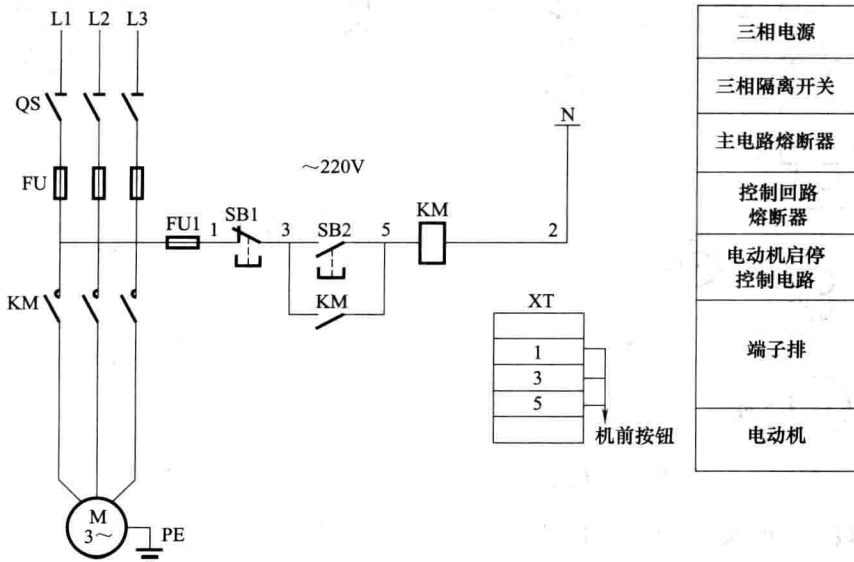 L1 L2 L3
QS
N
FU
～220V
FU1
1
SB1
3
SB2
5
KM
2
KM
KM
XT
1
3
5
机前按钮
M
3～
PE
三相电源
三相隔离开关
主电路熔断器
控制回路
熔断器
电动机启停
控制电路
端子排
电动机